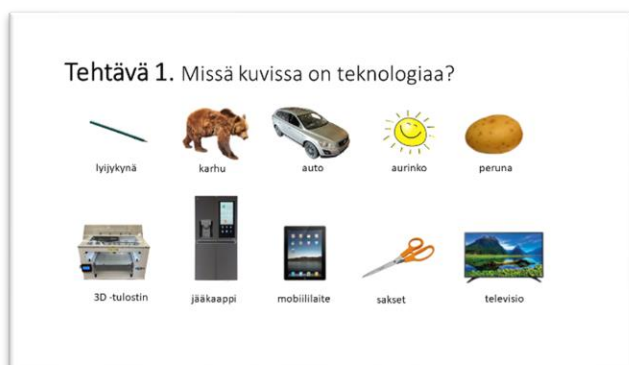 Tehtävä 1. Missä kuvissa on teknologiaa?
lyijykynä karhu auto aurinko peruna
3D -tulostin jääkaappi mobiililaite sakset televisio